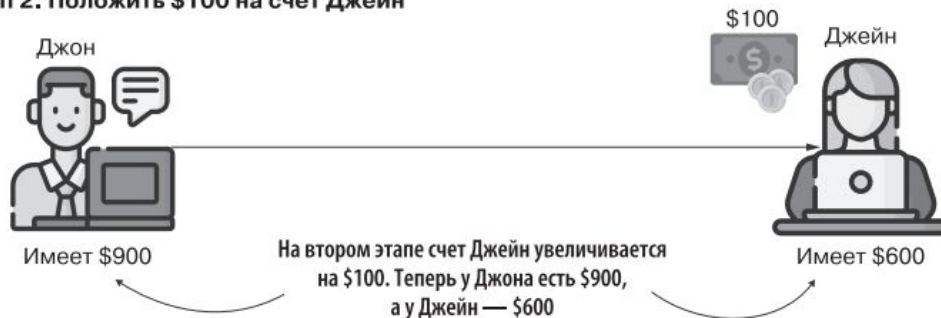 2. Положить $100 на счет Джейн
$100
Джон
Джейн
$
Имеет $900
Имеет $600
На втором этапе счет Джейн увеличивается
на $100. Теперь у Джона есть $900,
а у Джейн — $600